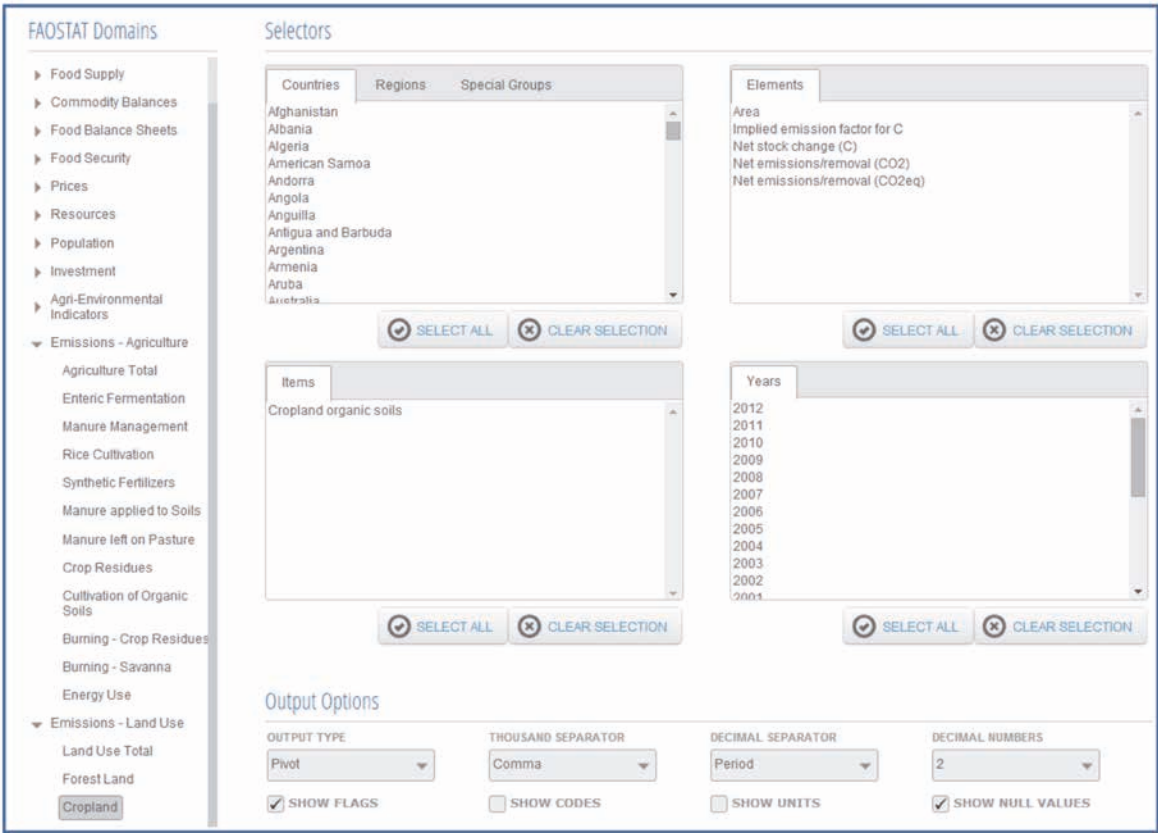 FAOSTAT Domains
Food Supply
Commodity Balances
Food Balance Sheets
Food Security
Prices
Resources
Population
Investment
Agri-Environmental
Indicators
Emissions - Agriculture
Agriculture Total
Enteric Fermentation
Manure Management
Rice Cultivation
Synthetic Fertilizers
Manure applied to Soils
Manure left on Pasture
Crop Residues
Cultivation of Organic
Soils
Burning - Crop Residues
Burning - Savanna
Energy Use
Emissions - Land Use
Land Use Total
Forest Land
Cropland
Selectors
Countries Regions Special Groups
Afghanistan
Albania
Algeria
American Samoa
Andorra
Angola
Anguilla
Antigua and Barbuda
Argentina
Armenia
Aruba
Australia
SELECT ALL CLEAR SELECTION
Elements
Area
Implied emission factor for C
Net stock change (C)
Net emissions/removal (CO2)
Net emissions/removal (CO2eq)
SELECT ALL CLEAR SELECTION
Items
Cropland organic soils
SELECT ALL CLEAR SELECTION
Years
2012
2011
2010
2009
2008
2007
2006
2005
2004
2003
2002
2001
SELECT ALL CLEAR SELECTION
Output Options
OUTPUT TYPE THOUSAND SEPARATOR DECIMAL SEPARATOR DECIMAL NUMBERS
Pivot Comma Period 2
SHOW FLAGS SHOW CODES SHOW UNITS SHOW NULL VALUES